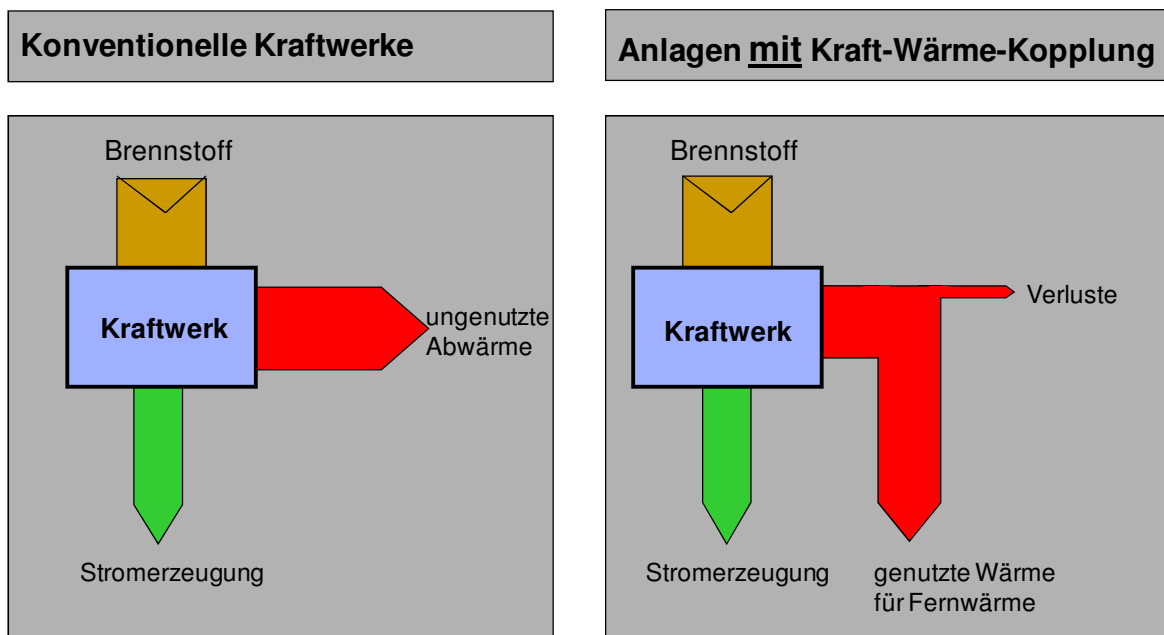 Konventionelle Kraftwerke
Brennstoff
Kraftwerk
ungenutzte
Abwärme
Stromerzeugung
Anlagen mit Kraft-Wärme-Kopplung
Brennstoff
Verluste
Kraftwerk
Stromerzeugung
genutzte Wärme
für Fernwärme